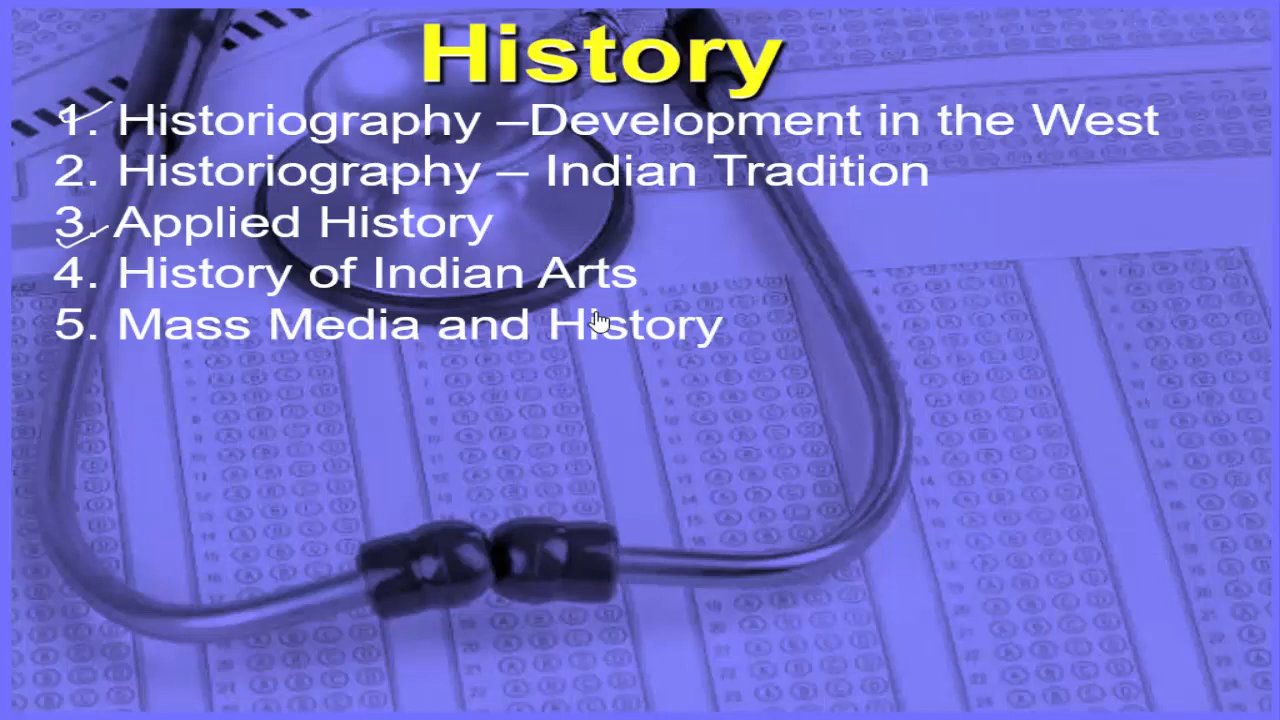 History
1. Historiography –Development in the West
2. Historiography – Indian Tradition
3. Applied History
4. History of Indian Arts
5. Mass Media and History